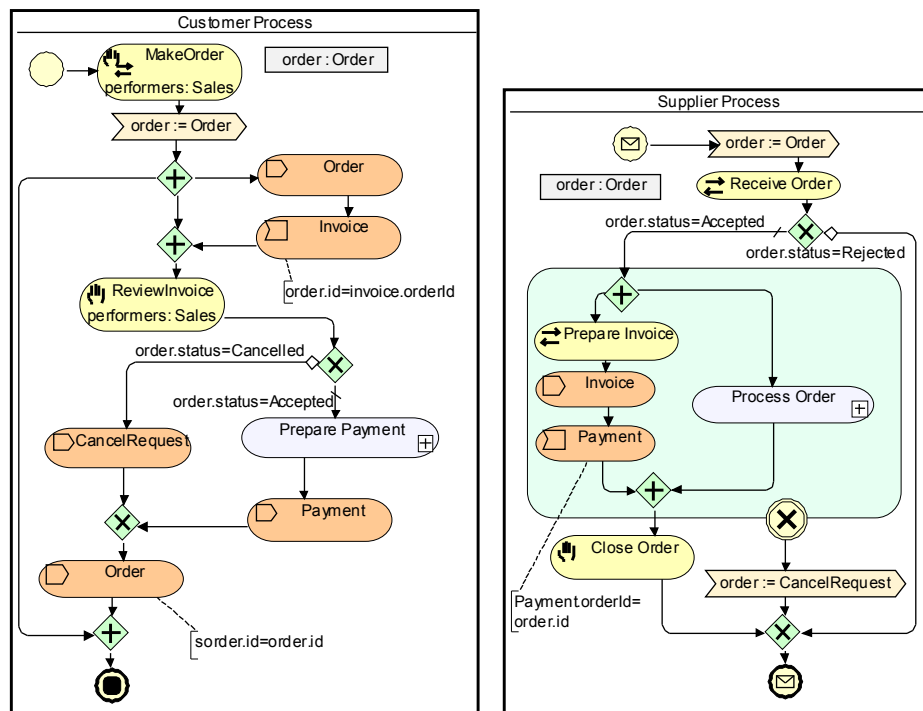 Customer Process
MakeOrder
performers: Sales
order : Order
order := Order
Order
Invoice
order.id=invoice.orderId
ReviewInvoice
performers: Sales
order.status=Cancelled
order.status=Accepted
CancelRequest
Prepare Payment
Payment
Order
sorder.id=order.id
Supplier Process
order := Order
order : Order
Receive Order
order.status=Accepted
order.status=Rejected
Prepare Invoice
Invoice
Process Order
Payment
Close Order
order := CancelRequest
Payment.orderId=
order.id